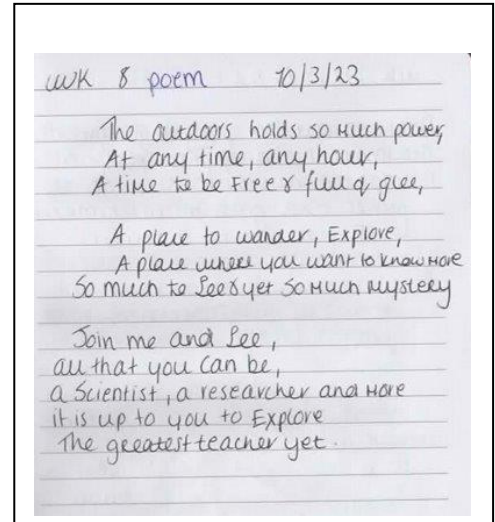 WK 8 poem 10/3/23
The outdoors holds so much power,
At any time, any hour,
A time to be Free & full of glee,
A place to wander, Explore,
A place where you want to know more
So much to See & yet so much mystery
Join me and See,
all that you can be,
a Scientist, a researcher and more
it is up to you to Explore
The greatest teacher yet.